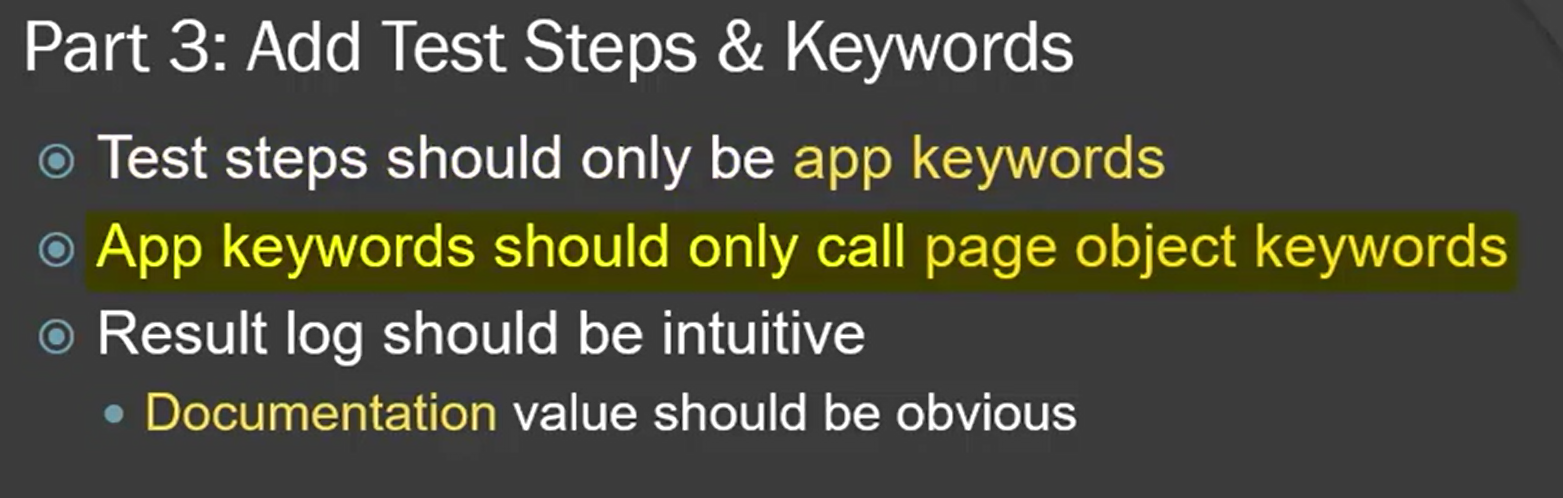 Part 3: Add Test Steps & Keywords
Test steps should only be app keywords
App keywords should only call page object keywords
Result log should be intuitive
Documentation value should be obvious